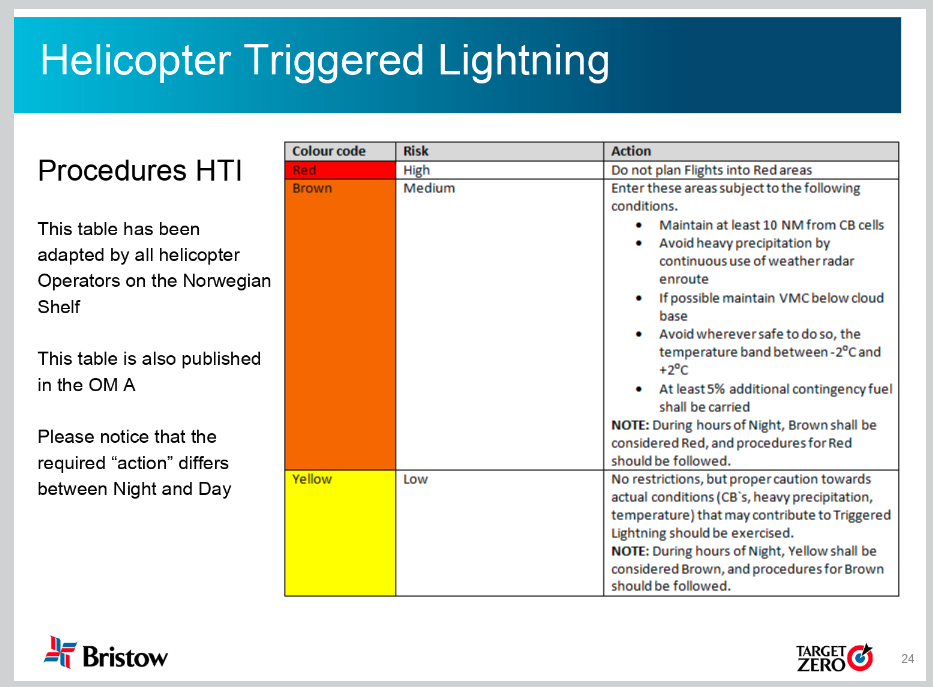 Helicopter Triggered Lightning
Procedures HTI
This table has been
adapted by all helicopter
Operators on the Norwegian
Shelf
This table is also published
in the OM A
Please notice that the
required “action” differs
between Night and Day
Colour code Risk Action
Red High Do not plan Flights into Red areas
Brown Medium Enter these areas subject to the following
conditions.
• Maintain at least 10 NM from CB cells
• Avoid heavy precipitation by
continuous use of weather radar
enroute
• If possible maintain VMC below cloud
base
• Avoid wherever safe to do so, the
temperature band between -2⁰C and
+2⁰C
• At least 5% additional contingency fuel
shall be carried
NOTE: During hours of Night, Brown shall be
considered Red, and procedures for Red
should be followed.
Yellow Low No restrictions, but proper caution towards
actual conditions (CB`s, heavy precipitation,
temperature) that may contribute to Triggered
Lightning should be exercised.
NOTE: During hours of Night, Yellow shall be
considered Brown, and procedures for Brown
should be followed.
Bristow
TARGET
ZERO
24